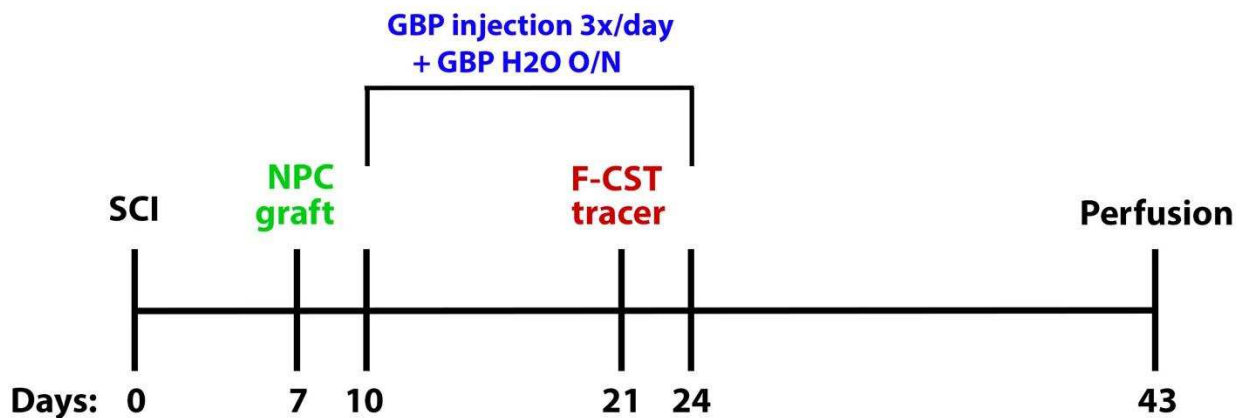 GBP injection 3x/day
+ GBP H2O O/N
NPC
graft
F-CST
tracer
SCI
Perfusion
Days: 0 7 10 21 24 43